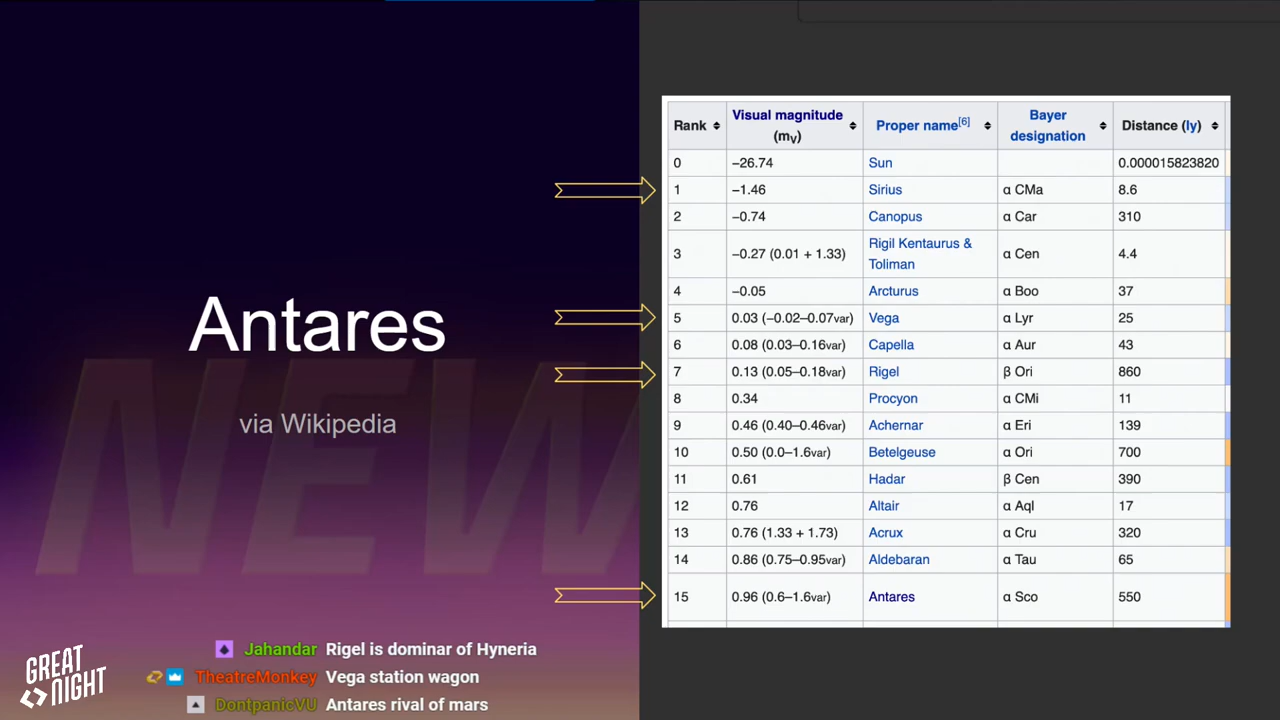 Antares
via Wikipedia
NEW
GREAT
NIGHT
Jahandar Rigel is dominar of Hyneria
TheatreMonkey Vega station wagon
DontpanicVU Antares rival of mars
Rank Visual magnitude (mV) Proper name[6] Bayer designation Distance (ly)
0 −26.74 Sun 0.000015823820
1 −1.46 Sirius α CMa 8.6
2 −0.74 Canopus α Car 310
3 −0.27 (0.01 + 1.33) Rigil Kentaurus & Toliman α Cen 4.4
4 −0.05 Arcturus α Boo 37
5 0.03 (−0.02–0.07var) Vega α Lyr 25
6 0.08 (0.03–0.16var) Capella α Aur 43
7 0.13 (0.05–0.18var) Rigel β Ori 860
8 0.34 Procyon α CMi 11
9 0.46 (0.40–0.46var) Achernar α Eri 139
10 0.50 (0.0–1.6var) Betelgeuse α Ori 700
11 0.61 Hadar β Cen 390
12 0.76 Altair α Aql 17
13 0.76 (1.33 + 1.73) Acrux α Cru 320
14 0.86 (0.75–0.95var) Aldebaran α Tau 65
15 0.96 (0.6–1.6var) Antares α Sco 550